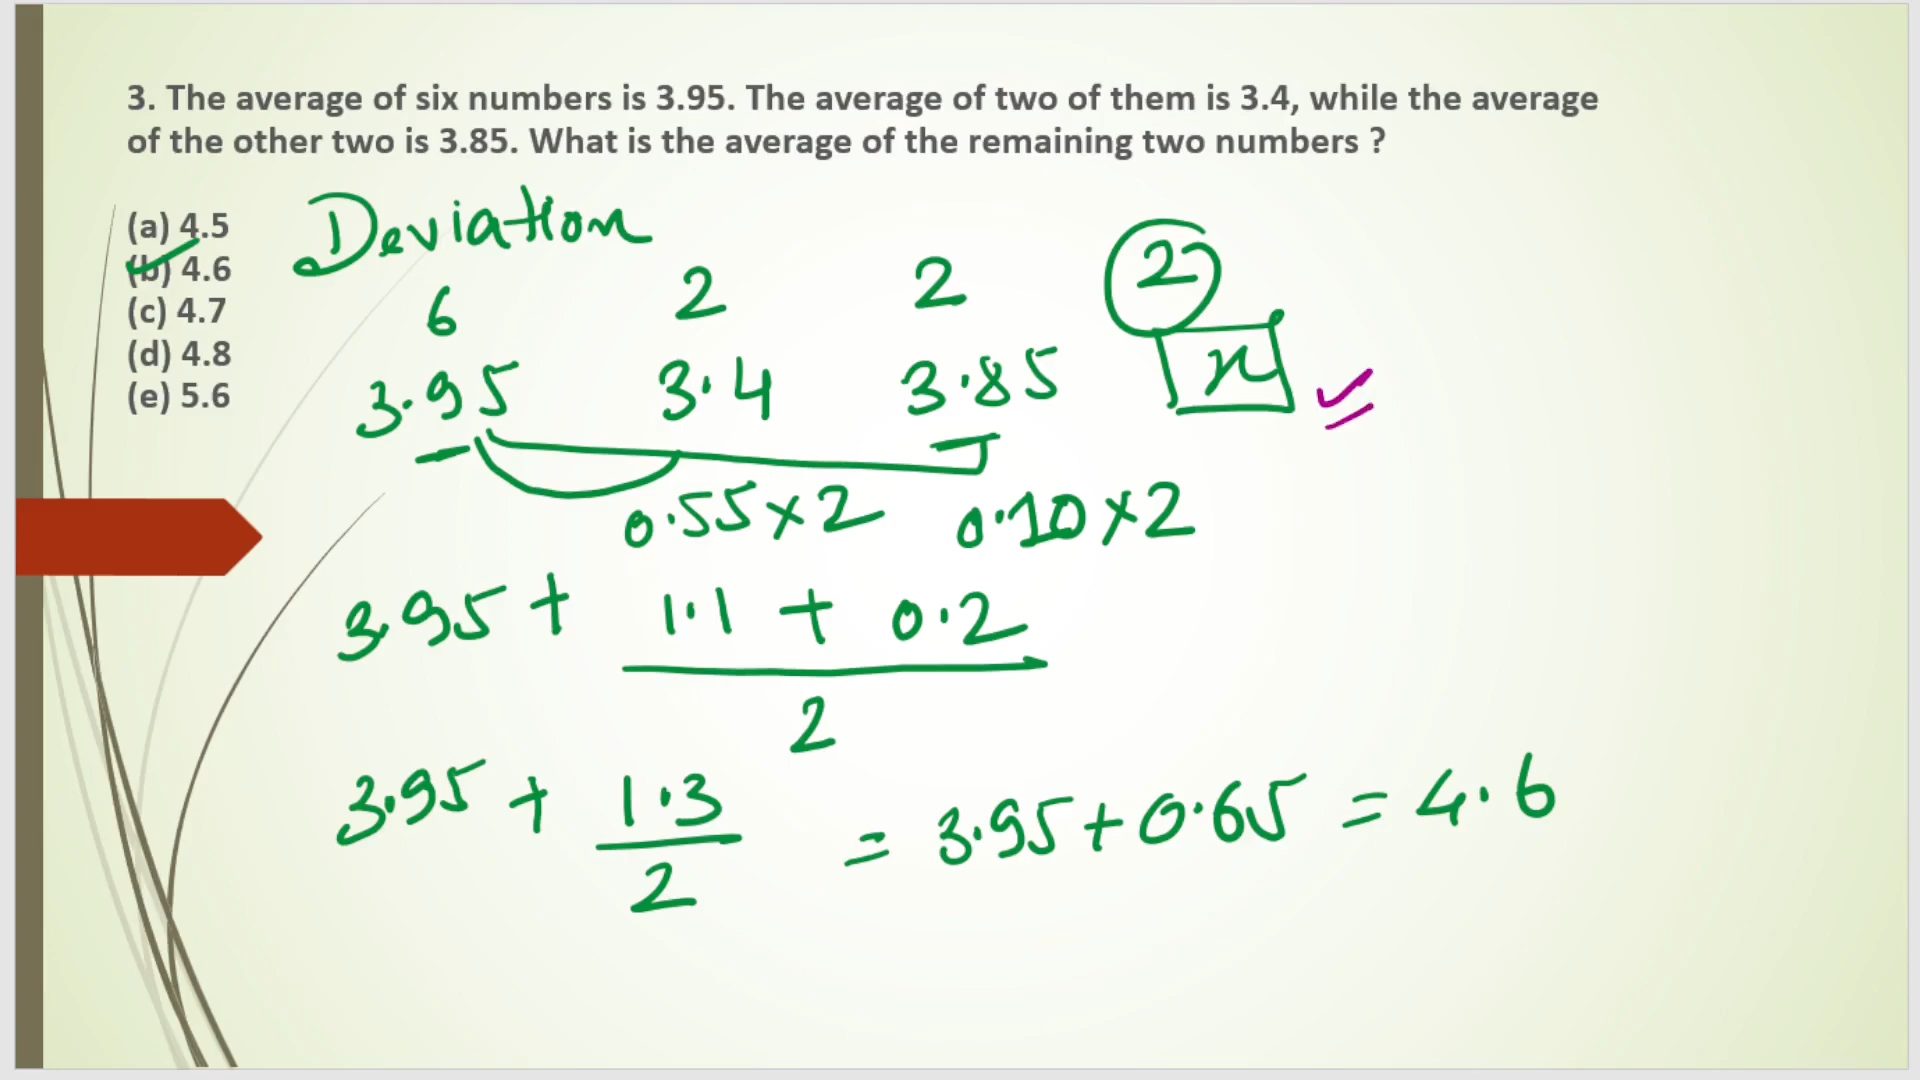 3. The average of six numbers is 3.95. The average of two of them is 3.4, while the average
of the other two is 3.85. What is the average of the remaining two numbers ?
(a) 4.5
(b) 4.6
(c) 4.7
(d) 4.8
(e) 5.6
Deviation
6 2 2 2
3.95 3.4 3.85 x
0.55 × 2 0.10 × 2
3.95 + 1.1 + 0.2
2
3.95 + 1.3 = 3.95 + 0.65 = 4.6
2